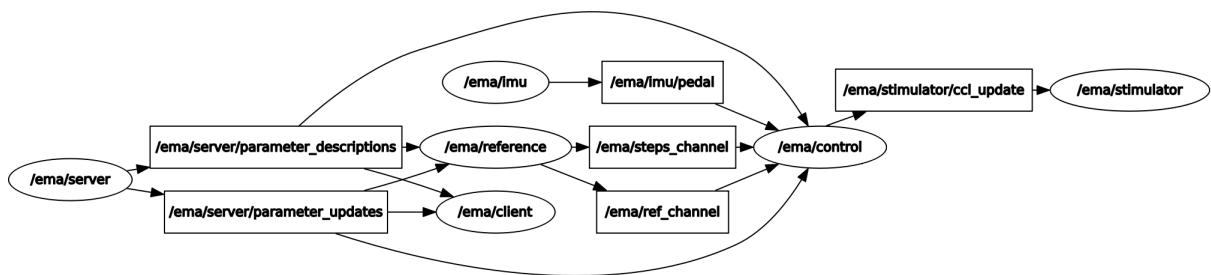 /ema/imu
/ema/imu/pedal
/ema/stimulator/ccl_update
/ema/stimulator
/ema/server/parameter_descriptions
/ema/reference
/ema/steps_channel
/ema/control
/ema/server
/ema/server/parameter_updates
/ema/client
/ema/ref_channel